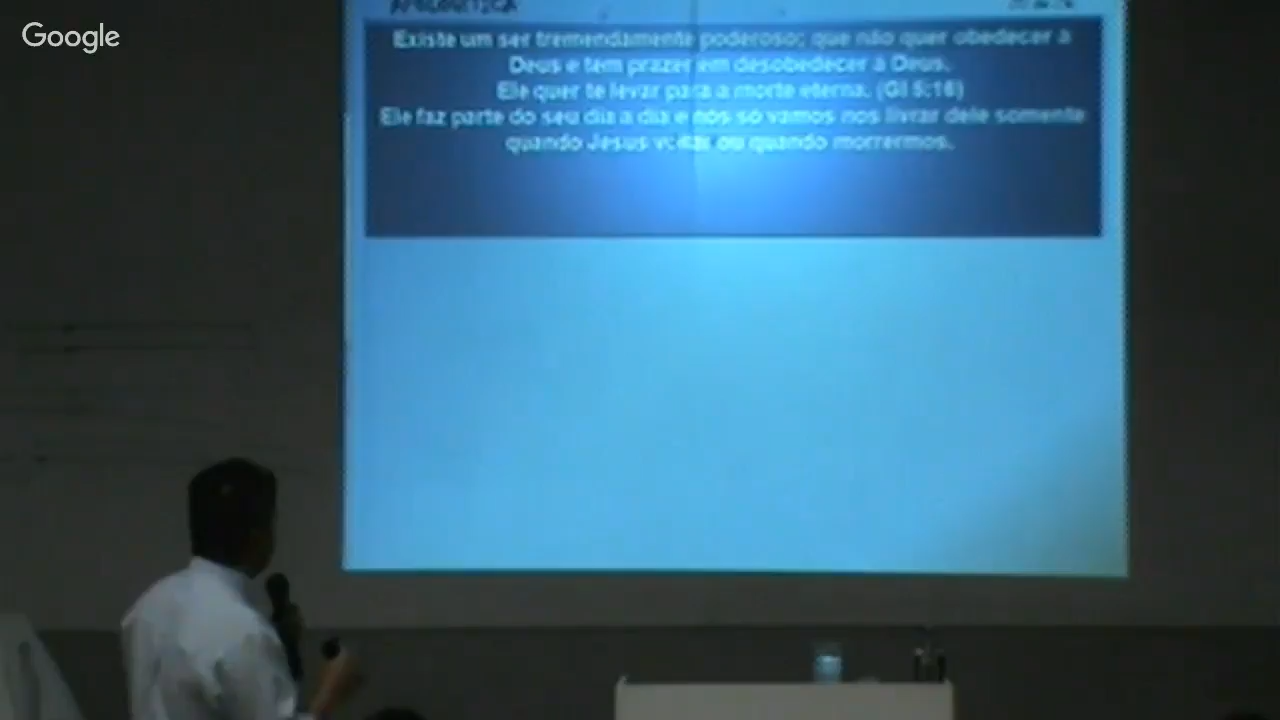 Google
APOLOGÉTICA
Existe um ser tremendamente poderoso; que não quer obedecer à
Deus e tem prazer em desobedecer à Deus.
Ele quer te levar para a morte eterna. (Gl 5:16)
Ele faz parte do seu dia a dia e nós só vamos nos livrar dele somente
quando Jesus voltar ou quando morrermos.